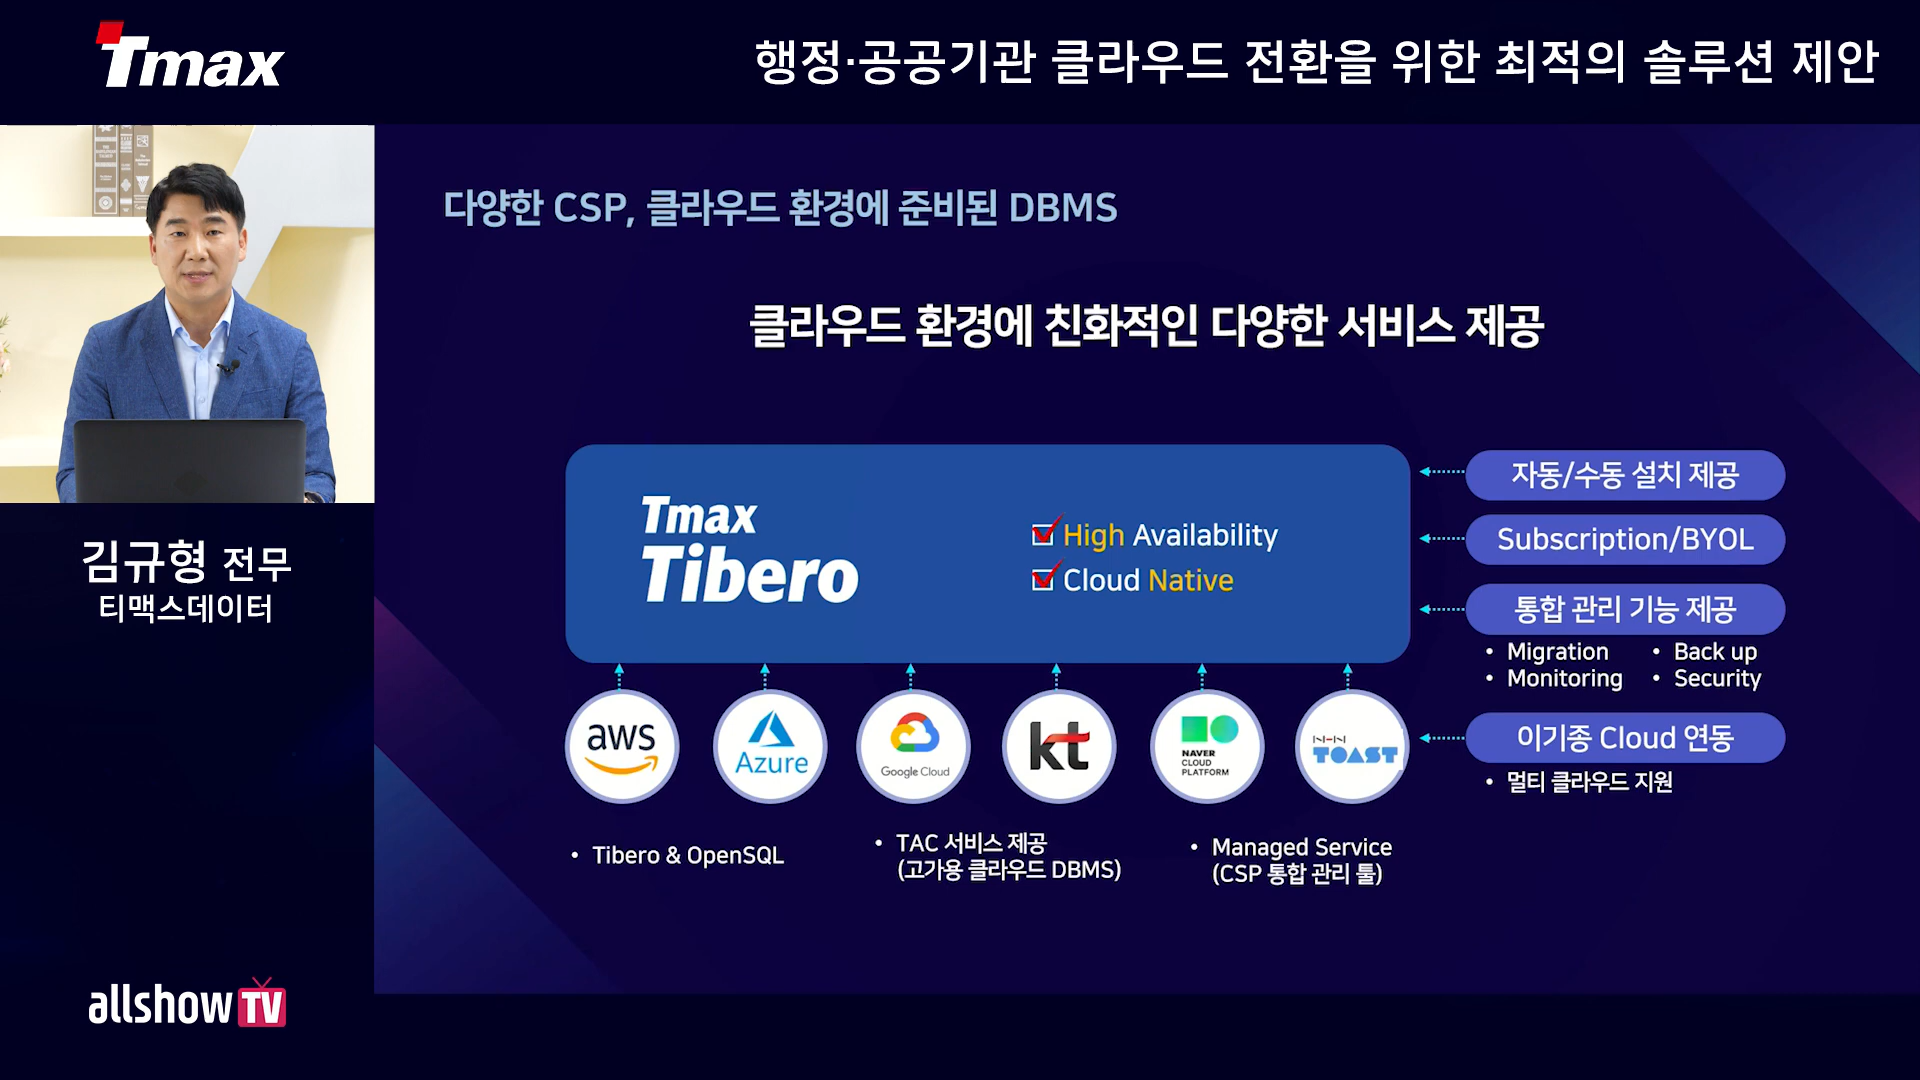 Tmax
행정·공공기관 클라우드 전환을 위한 최적의 솔루션 제안
다양한 CSP, 클라우드 환경에 준비된 DBMS
클라우드 환경에 친화적인 다양한 서비스 제공
Tmax
Tibero
High Availability
Cloud Native
자동/수동 설치 제공
Subscription/BYOL
통합 관리 기능 제공
• Migration
• Back up
• Monitoring
• Security
이기종 Cloud 연동
• 멀티 클라우드 지원
aws
Azure
Google Cloud
kt
NAVER
CLOUD
PLATFORM
NHN
TOAST
• Tibero & OpenSQL
• TAC 서비스 제공
(고가용 클라우드 DBMS)
• Managed Service
(CSP 통합 관리 툴)
김규형 전무
티맥스데이터
allshow TV